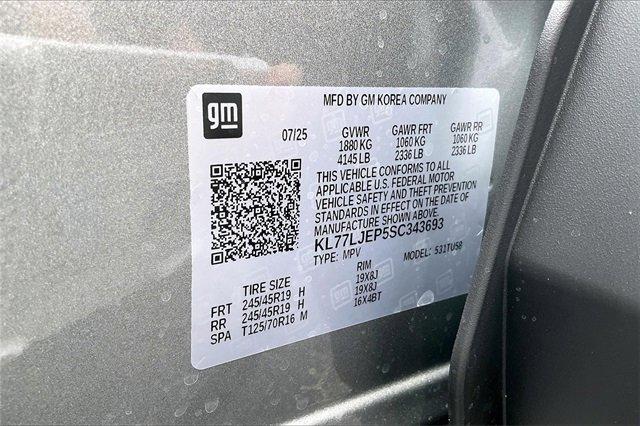 gm
MFD BY GM KOREA COMPANY
07/25 GVWR GAWR FRT GAWR RR
1880 KG 1060 KG 1060 KG
4145 LB 2336 LB 2336 LB
THIS VEHICLE CONFORMS TO ALL
APPLICABLE U.S. FEDERAL MOTOR
VEHICLE SAFETY AND THEFT PREVENTION
STANDARDS IN EFFECT ON THE DATE OF
MANUFACTURE SHOWN ABOVE.
KL77LJEP5SC343693
TYPE: MPV MODEL: 531TU58
TIRE SIZE RIM
FRT 245/45R19 H 19X8J
RR 245/45R19 H 19X8J
SPA T125/70R16 M 16X4BT